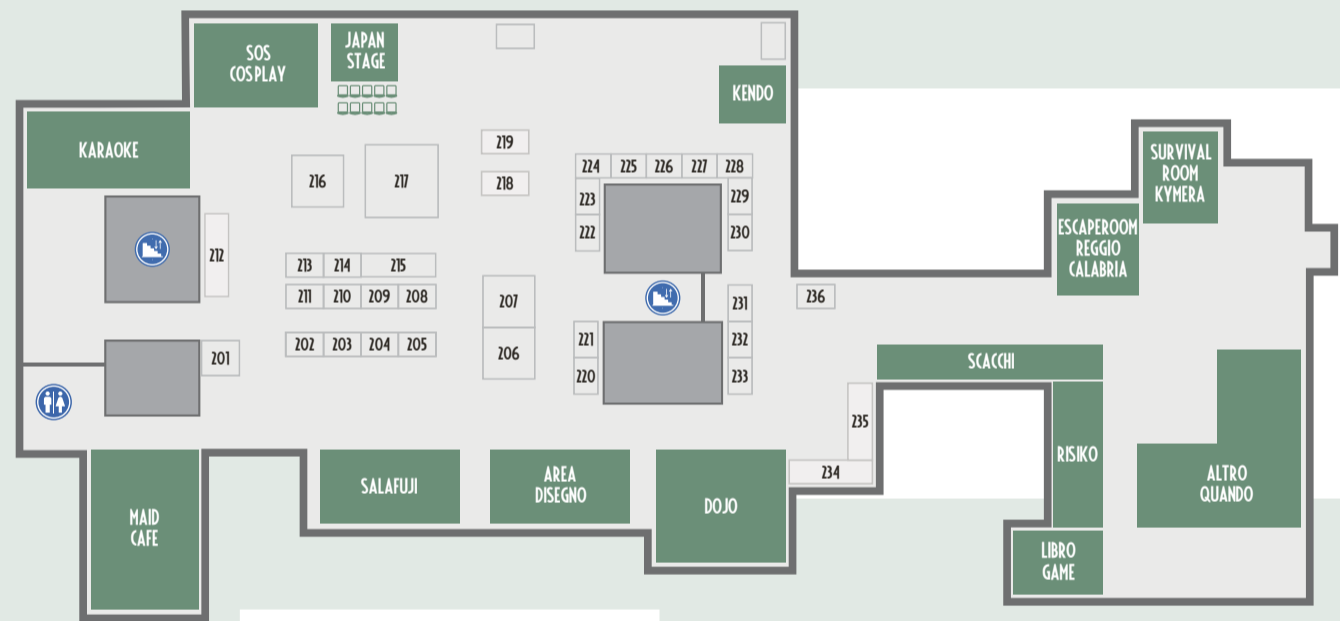 SOS
COSPLAY
JAPAN
STAGE
KENDO
KARAOKE
219
218
216
217
224 225 226 227 228
223
222
229
230
212
213 214 215
211 210 209 208
207
206
202 203 204 205
201
221
220
231
232
233
236
SURVIVAL
ROOM
KYMERA
ESCAPEROOM
REGGIO
CALABRIA
SCACCHI
235
234
RISIKO
ALTRO
QUANDO
LIBRO
GAME
MAID
CAFE
SALAFUJI
AREA
DISEGNO
DOJO